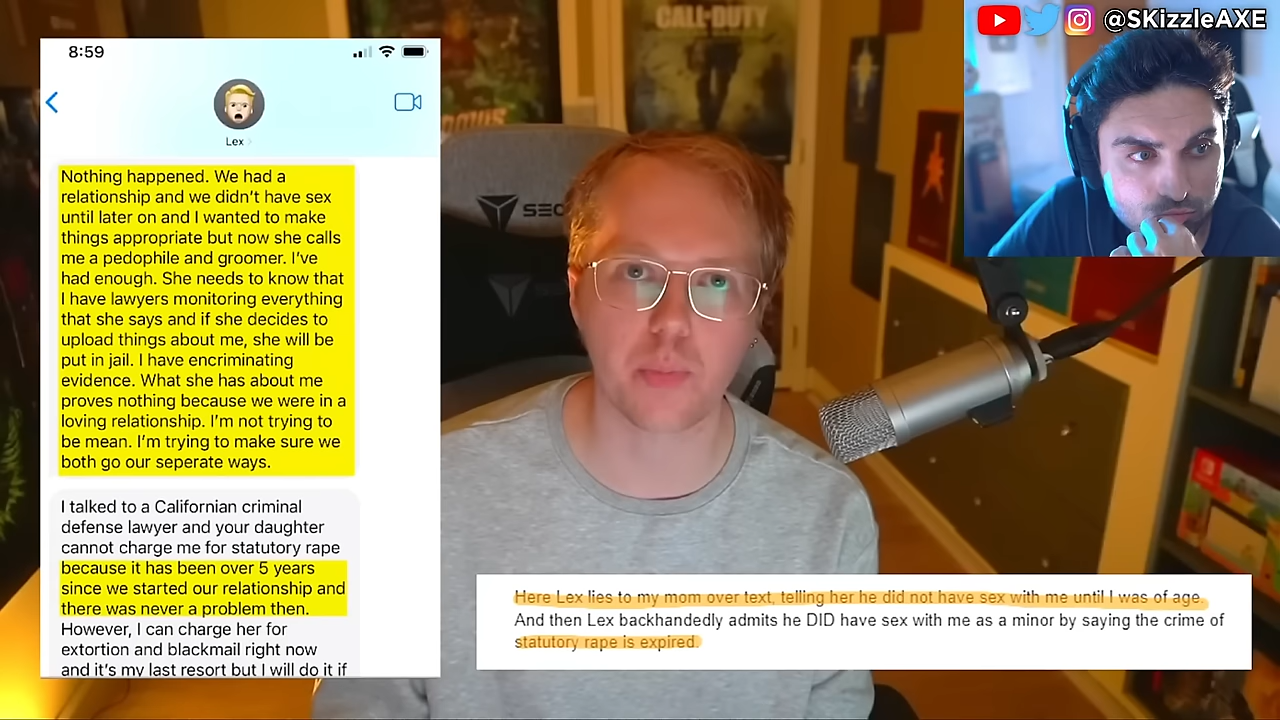 8:59
Lex
Nothing happened. We had a
relationship and we didn't have sex
until later on and I wanted to make
things appropriate but now she calls
me a pedophile and groomer. I've
had enough. She needs to know that
I have lawyers monitoring everything
that she says and if she decides to
upload things about me, she will be
put in jail. I have encriminating
evidence. What she has about me
proves nothing because we were in a
loving relationship. I'm not trying to
be mean. I'm trying to make sure we
both go our seperate ways.
I talked to a Californian criminal
defense lawyer and your daughter
cannot charge me for statutory rape
because it has been over 5 years
since we started our relationship and
there was never a problem then.
However, I can charge her for
extortion and blackmail right now
and it's my last resort but I will do it if
CALL OF DUTY
@SKizzleAXE
Here Lex lies to my mom over text, telling her he did not have sex with me until I was of age.
And then Lex backhandedly admits he DID have sex with me as a minor by saying the crime of
statutory rape is expired.